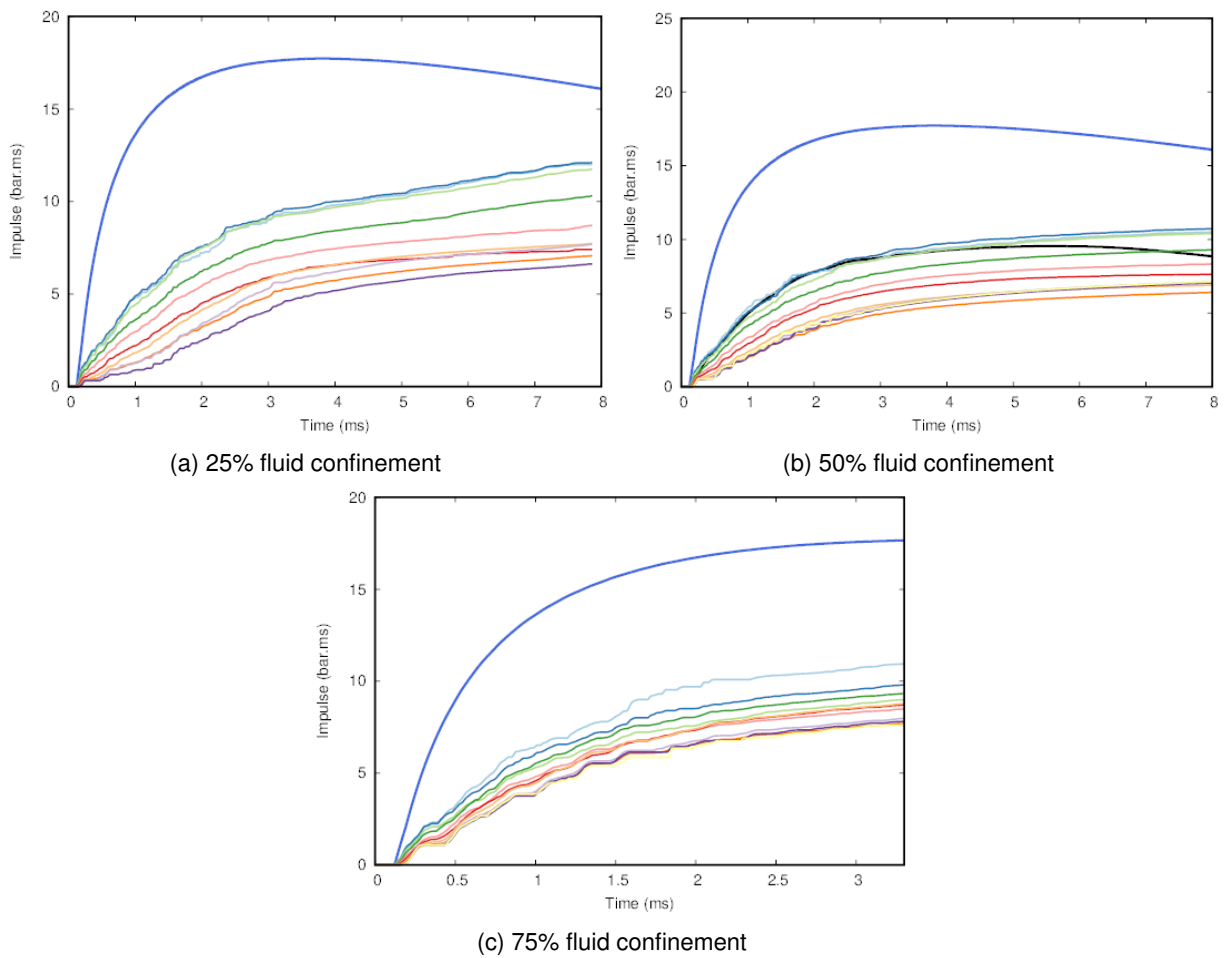 20
15
10
5
0
Impulse (bar.ms)
0 1 2 3 4 5 6 7 8
Time (ms)
(a) 25% fluid confinement
25
20
15
10
5
0
Impulse (bar.ms)
0 1 2 3 4 5 6 7 8
Time (ms)
(b) 50% fluid confinement
20
15
10
5
0
Impulse (bar.ms)
0 0.5 1 1.5 2 2.5 3
Time (ms)
(c) 75% fluid confinement